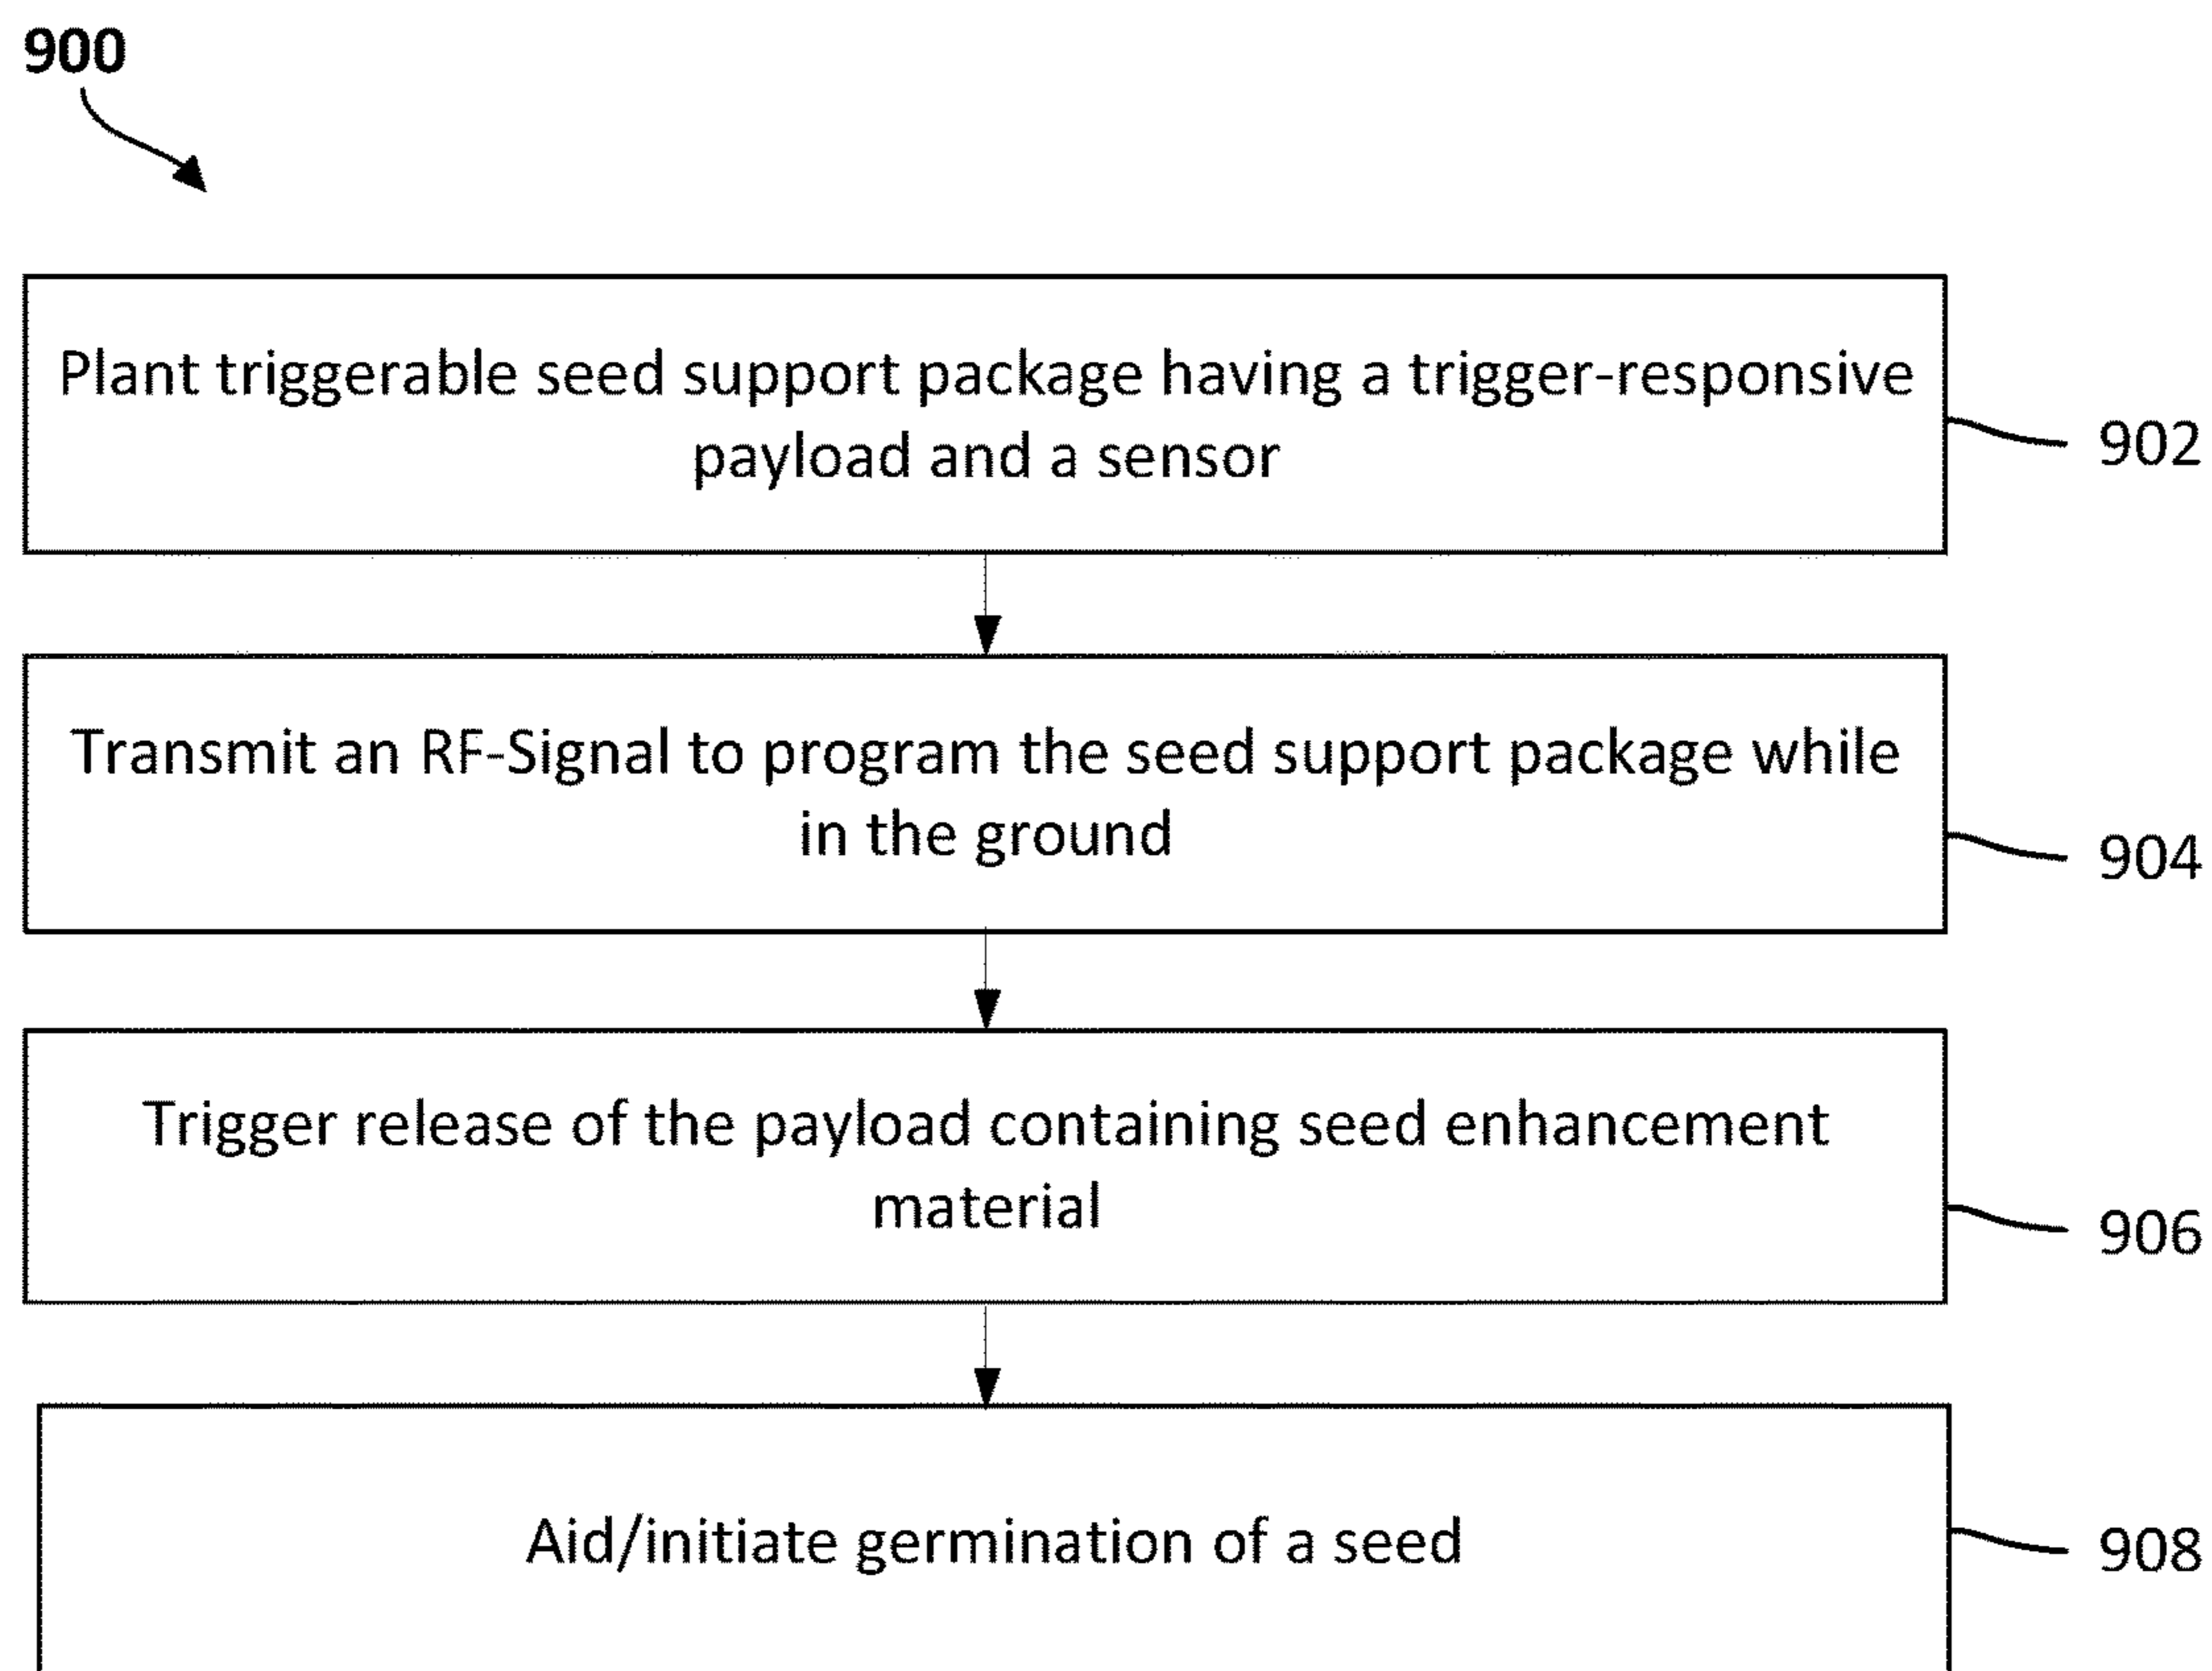 900
Plant triggerable seed support package having a trigger-responsive
payload and a sensor
902
Transmit an RF-Signal to program the seed support package while
in the ground
904
Trigger release of the payload containing seed enhancement
material
906
Aid/initiate germination of a seed
908